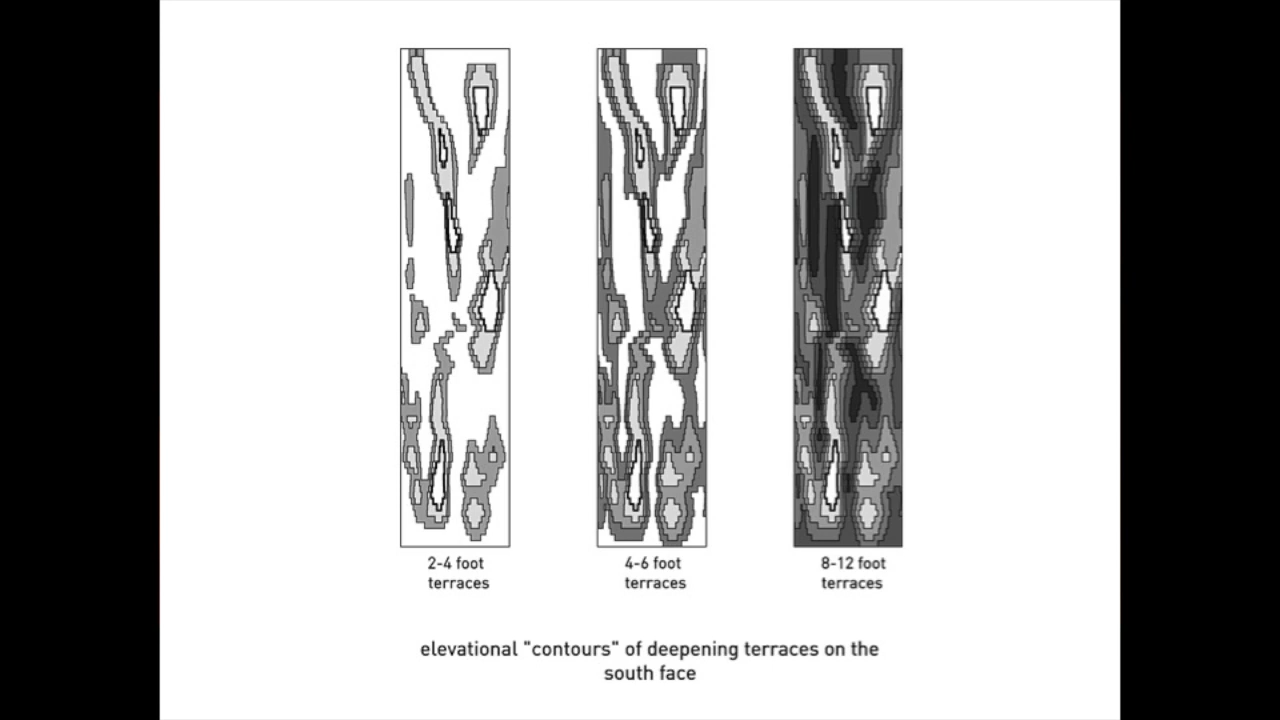 2-4 foot
terraces
4-6 foot
terraces
8-12 foot
terraces
elevational "contours" of deepening terraces on the
south face